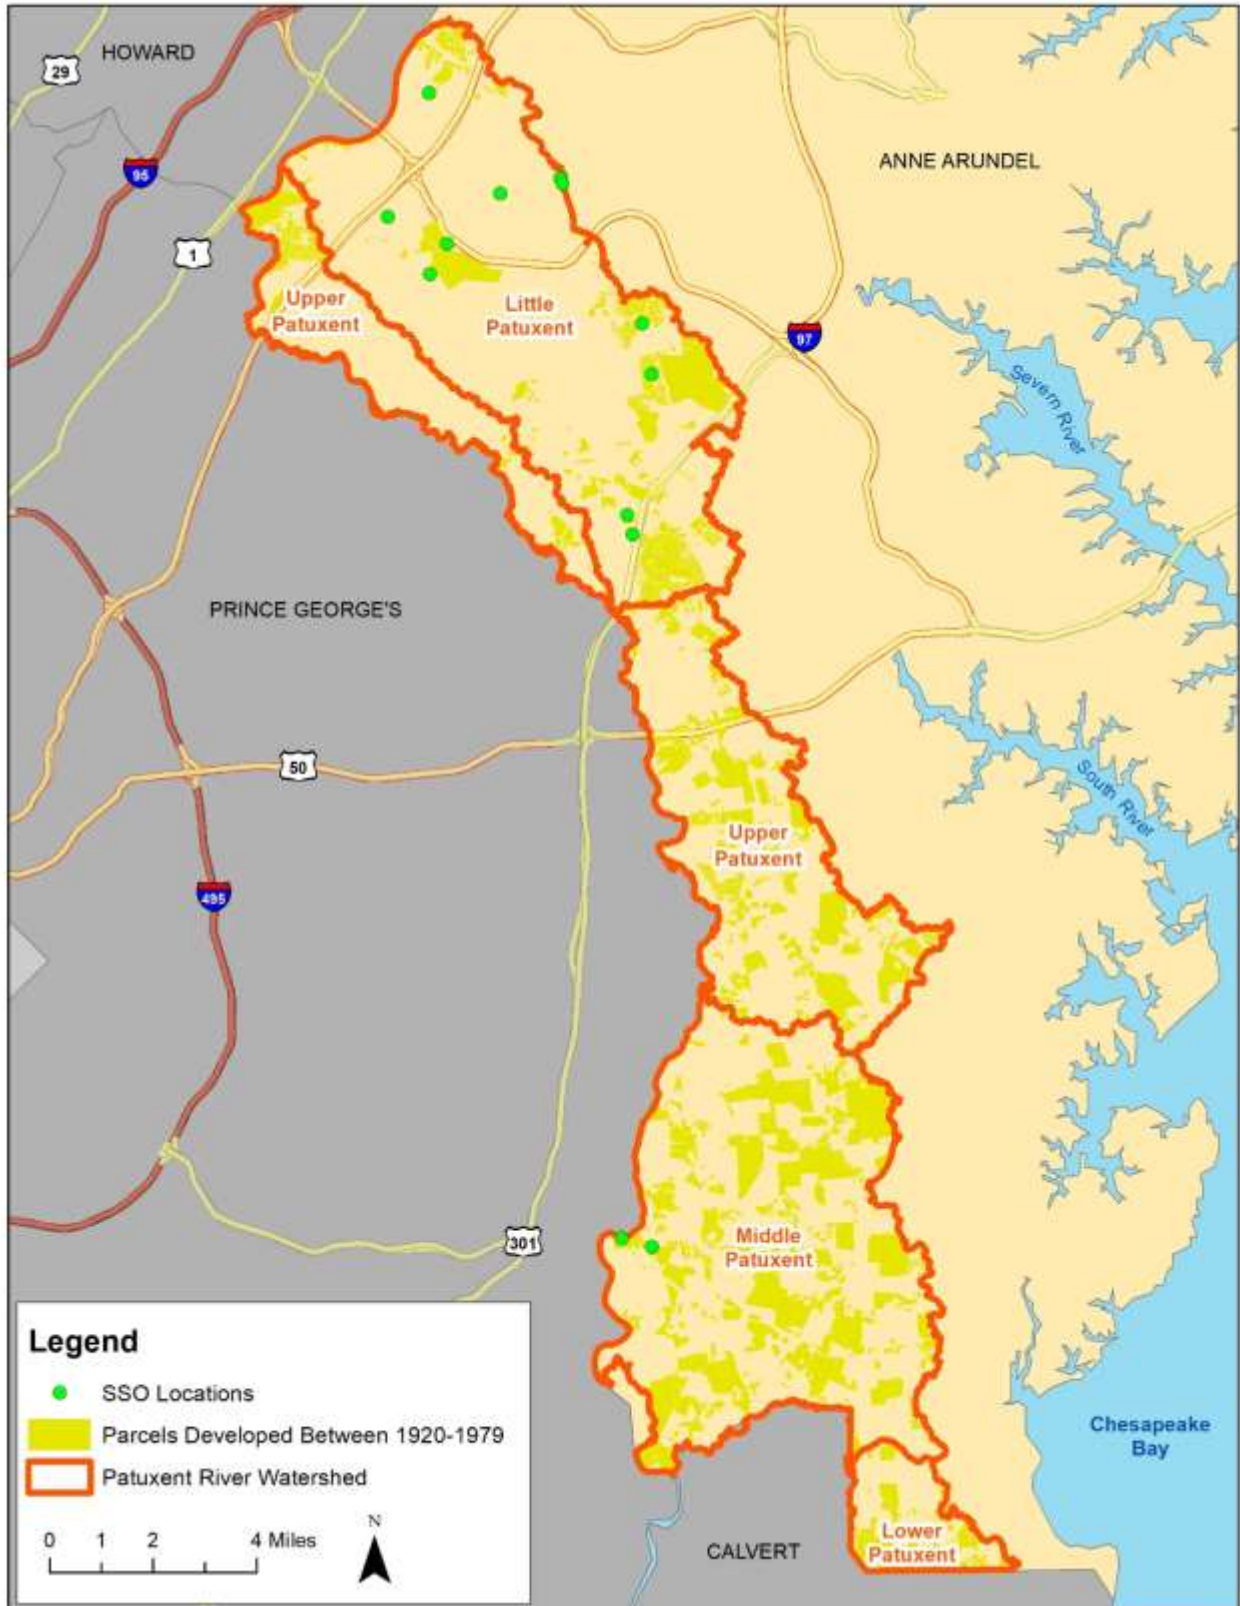 HOWARD
29
ANNE ARUNDEL
95
1
Upper
Patuxent
Little
Patuxent
97
Severn River
PRINCE GEORGE'S
50
South River
Upper
Patuxent
495
Middle
Patuxent
301
Legend
SSO Locations
Parcels Developed Between 1920-1979
Patuxent River Watershed
Chesapeake
Bay
0 1 2 4 Miles
N
CALVERT
Lower
Patuxent